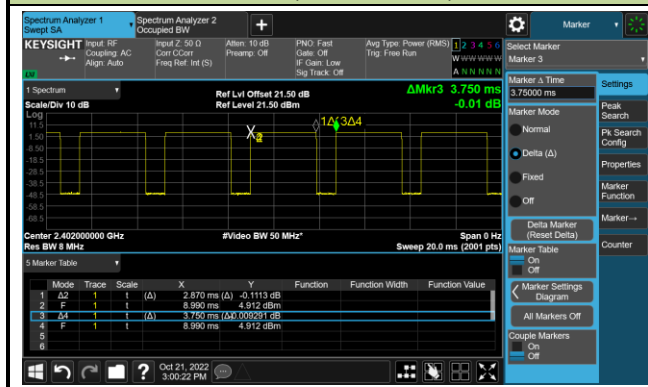 Spectrum Analyzer 1
Swept SA
Spectrum Analyzer 2
Occupied BW
+
Marker
KEYSIGHT Input: RF
Coupling: AC
Align: Auto
Input Z: 50 Ω
Corr CCorr
Freq Ref: Int (S)
Atten: 10 dB
Preamp: Off
PNO: Fast
Gate: Off
IF Gain: Low
Sig Track: Off
Avg Type: Power (RMS)
Trig: Free Run
1 2 3 4 5 6
W W W W W W
A N N N N N
Select Marker
Marker 3
1 Spectrum
Scale/Div 10 dB
Ref Lvl Offset 21.50 dB
Ref Level 21.50 dBm
ΔMkr3 3.750 ms
-0.01 dB
Log
11.5
1.50
-8.50
-18.5
-28.5
-38.5
-48.5
-58.5
-68.5
1Δ 3Δ4
Center 2.402000000 GHz
Res BW 8 MHz
#Video BW 50 MHz*
Span 0 Hz
Sweep 20.0 ms (2001 pts)
5 Marker Table
Mode Trace Scale X Y Function Function Width Function Value
1 Δ2 1 t (Δ) 2.870 ms (Δ) -0.1113 dB
2 F 1 t 8.990 ms 4.912 dBm
3 Δ4 1 t (Δ) 3.750 ms (Δ) 0.009291 dB
4 F 1 t 8.990 ms 4.912 dBm
5
6
Marker Δ Time
3.75000 ms
Marker Mode
Normal
Delta (Δ)
Fixed
Off
Delta Marker
(Reset Delta)
Marker Table
On
Off
Marker Settings
Diagram
All Markers Off
Couple Markers
On
Off
Settings
Peak
Search
Pk Search
Config
Properties
Marker
Function
Marker→
Counter
?
Oct 21, 2022
3:00:22 PM